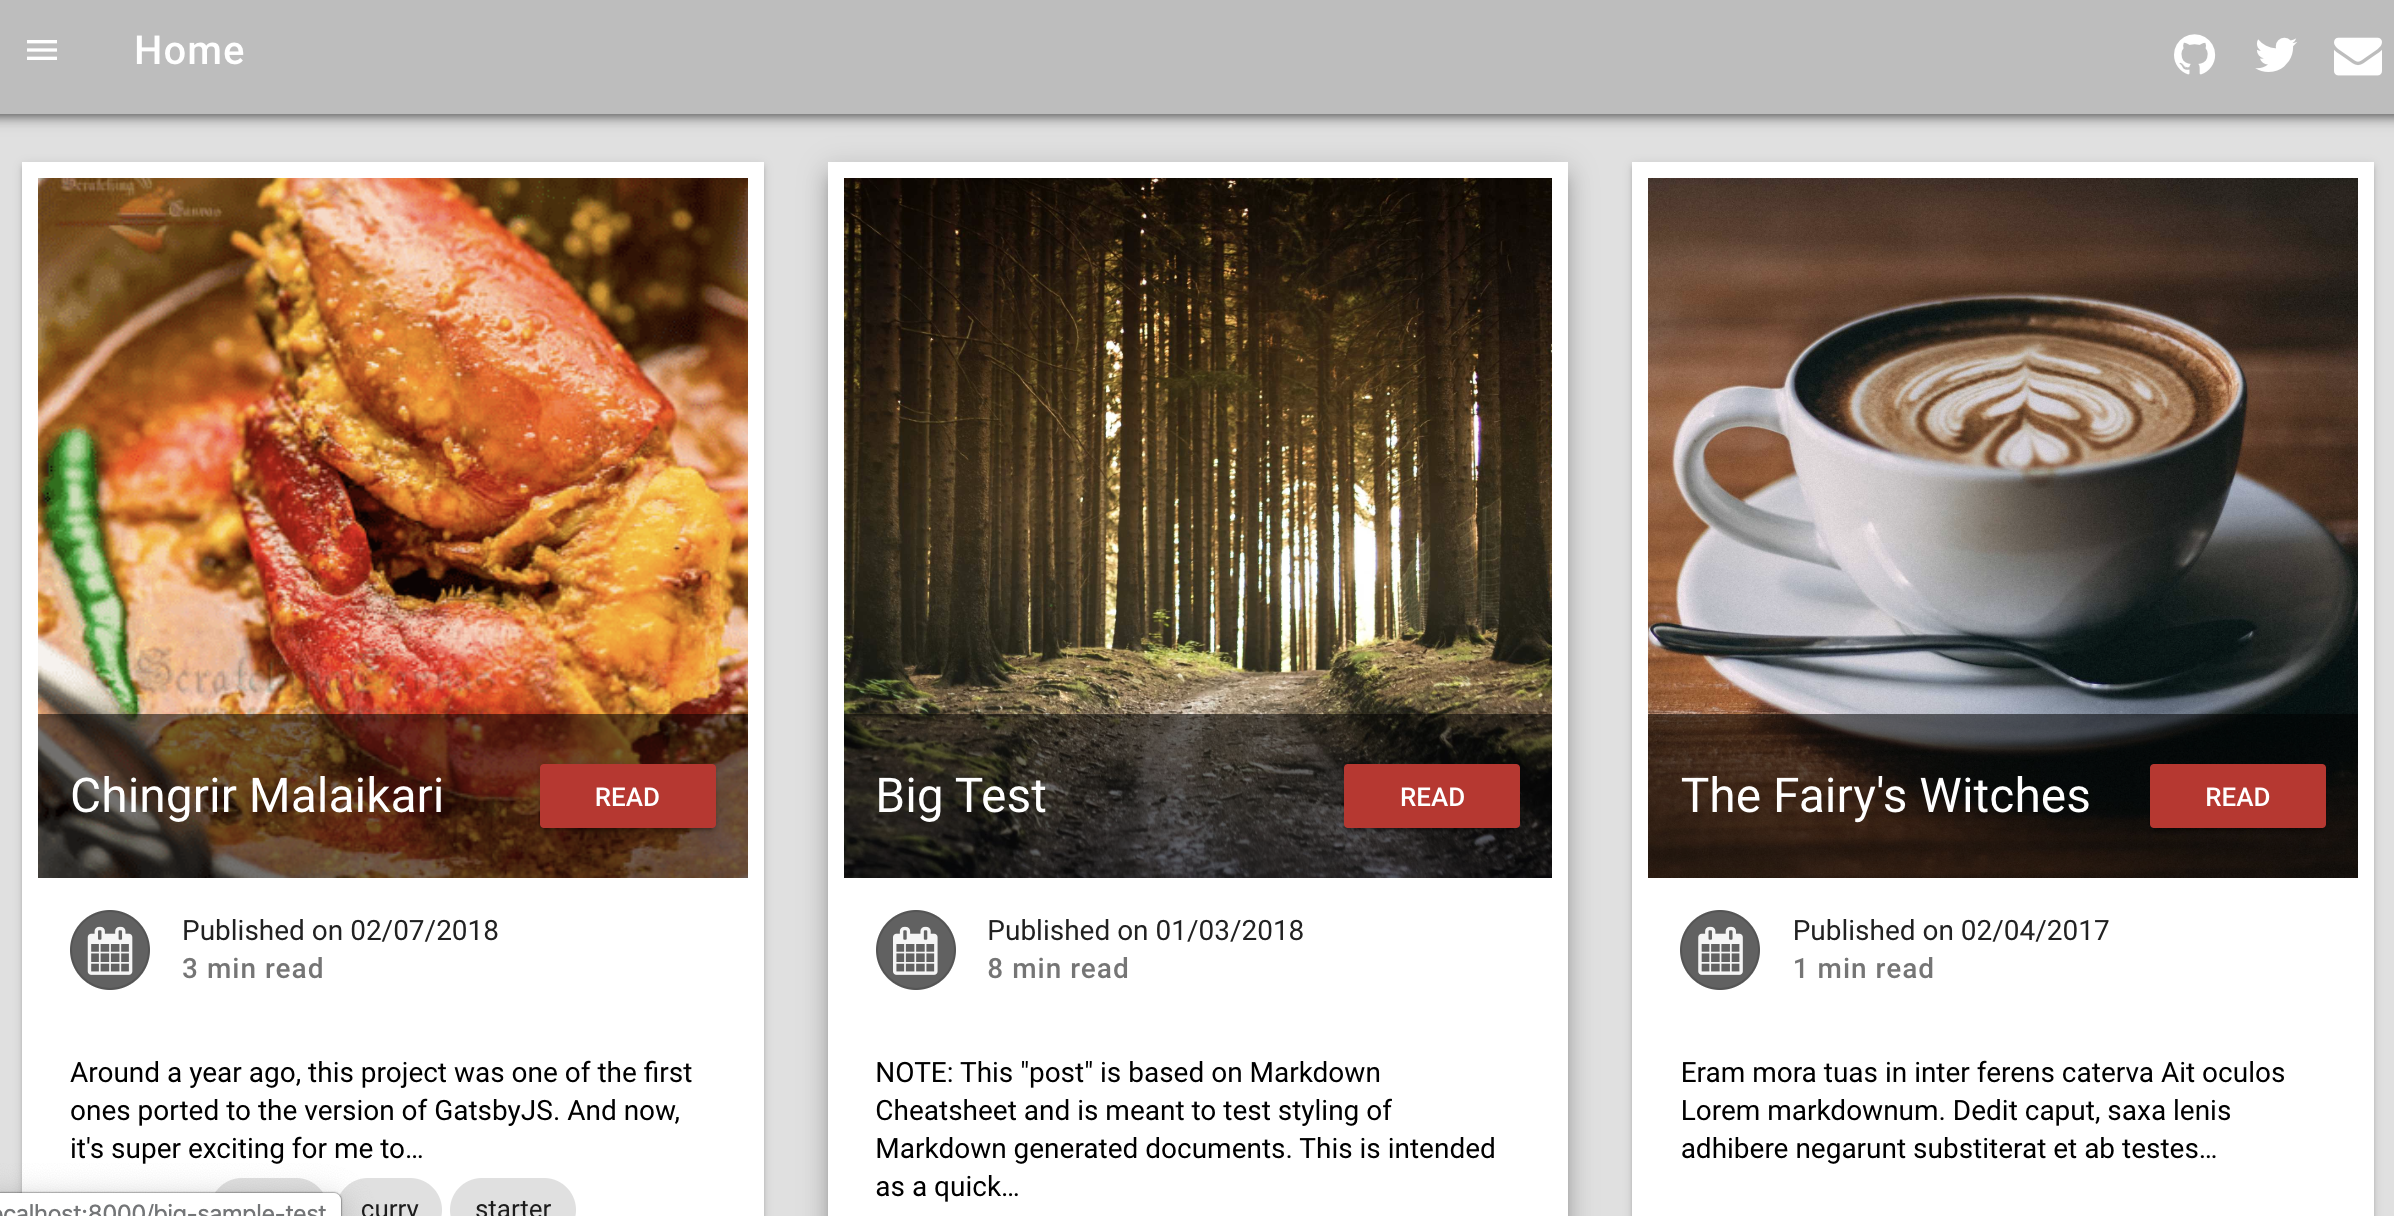 Home
Scratching
Canvas
Chingrir Malaikari
READ
Big Test
READ
The Fairy's Witches
READ
Published on 02/07/2018
3 min read
Published on 01/03/2018
8 min read
Published on 02/04/2017
1 min read
Around a year ago, this project was one of the first
ones ported to the version of GatsbyJS. And now,
it's super exciting for me to…
NOTE: This "post" is based on Markdown
Cheatsheet and is meant to test styling of
Markdown generated documents. This is intended
as a quick…
Eram mora tuas in inter ferens caterva Ait oculos
Lorem markdownum. Dedit caput, saxa lenis
adhibere negarunt substiterat et ab testes…
curry
starter
ocalhost:8000/big-sample-test